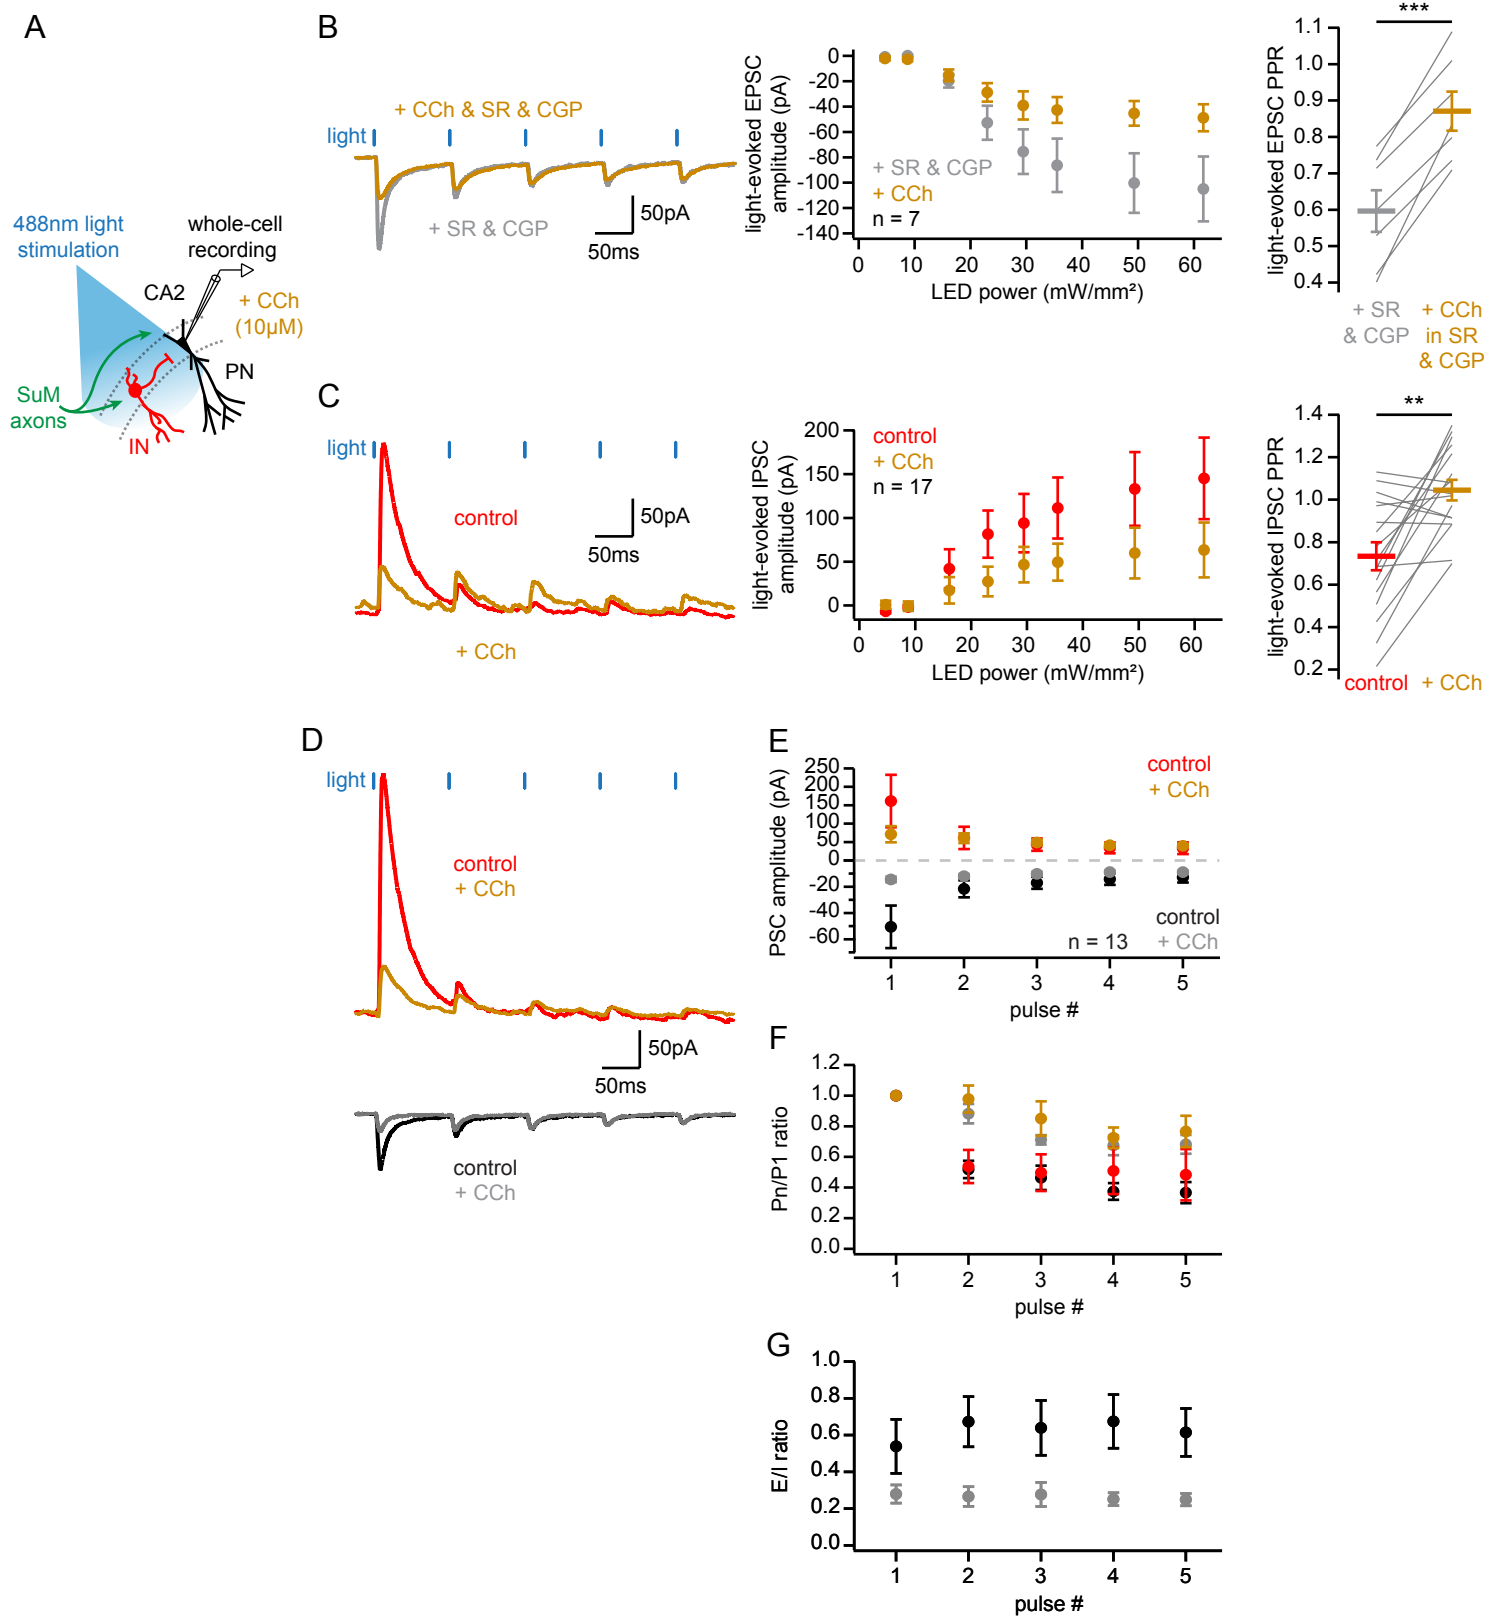 A
488nm light
stimulation
whole-cell
recording
CA2
+ CCh
(10µM)
PN
SuM
axons
IN
B
+ CCh & SR & CGP
light
+ SR & CGP
50pA
50ms
light-evoked EPSC
amplitude (pA)
0
-20
-40
-60
-80
-100
-120
-140
+ SR & CGP
+ CCh
n = 7
0 10 20 30 40 50 60
LED power (mW/mm²)
***
light-evoked EPSC PPR
1.1
1.0
0.9
0.8
0.7
0.6
0.5
0.4
+ SR
& CGP
+ CCh
in SR
& CGP
C
light
control
50pA
50ms
+ CCh
light-evoked IPSC
amplitude (pA)
200
150
100
50
0
control
+ CCh
n = 17
0 10 20 30 40 50 60
LED power (mW/mm²)
**
light-evoked IPSC PPR
1.4
1.2
1.0
0.8
0.6
0.4
0.2
control + CCh
D
light
control
+ CCh
50pA
50ms
control
+ CCh
E
PSC amplitude (pA)
250
200
150
100
50
0
-20
-40
-60
control
+ CCh
control
+ CCh
n = 13
1 2 3 4 5
pulse #
F
Pn/P1 ratio
1.2
1.0
0.8
0.6
0.4
0.2
0.0
1 2 3 4 5
pulse #
G
E/I ratio
1.0
0.8
0.6
0.4
0.2
0.0
1 2 3 4 5
pulse #